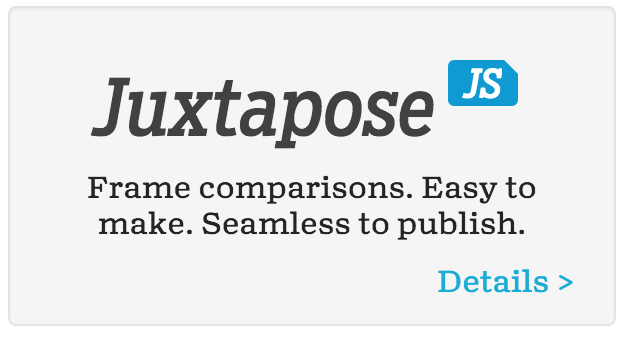 Juxtapose JS
Frame comparisons. Easy to
make. Seamless to publish.
Details >